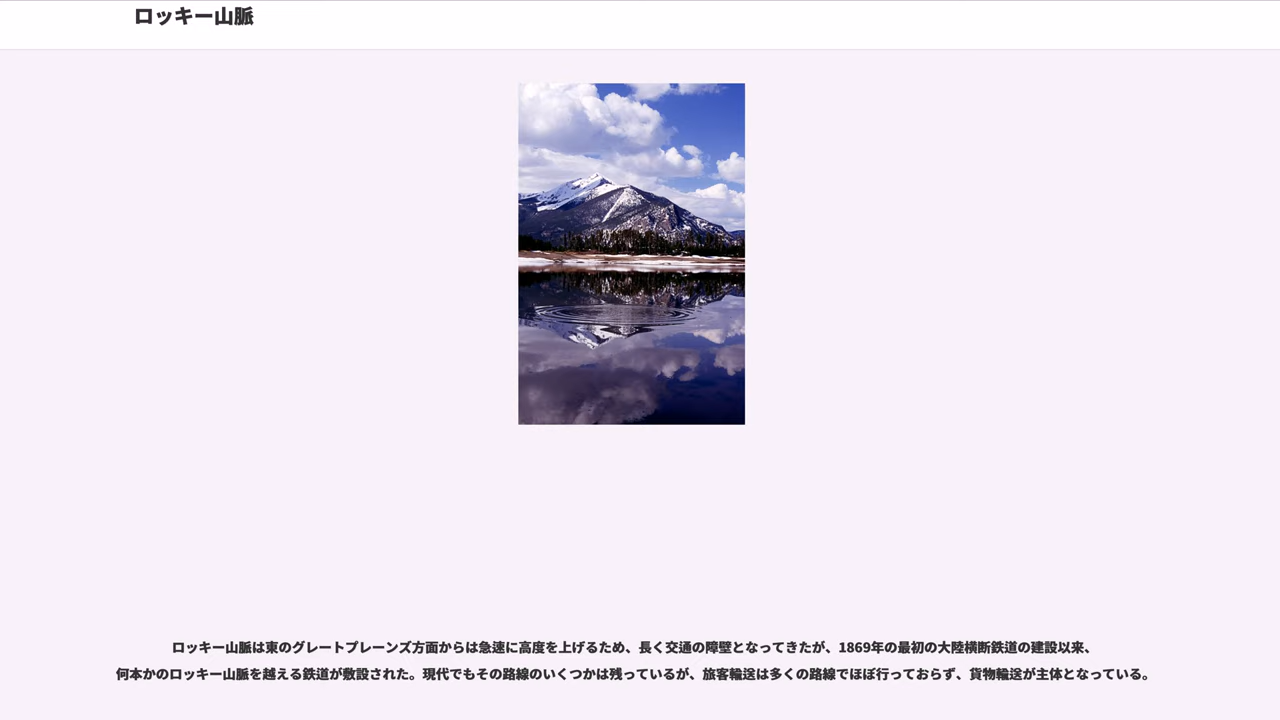 ロッキー山脈
ロッキー山脈は東のグレートプレーンズ方面からは急速に高度を上げるため、長く交通の障壁となってきたが、1869年の最初の大陸横断鉄道の建設以来、
何本かのロッキー山脈を越える鉄道が敷設された。現代でもその路線のいくつかは残っているが、旅客輸送は多くの路線でほぼ行っておらず、貨物輸送が主体となっている。